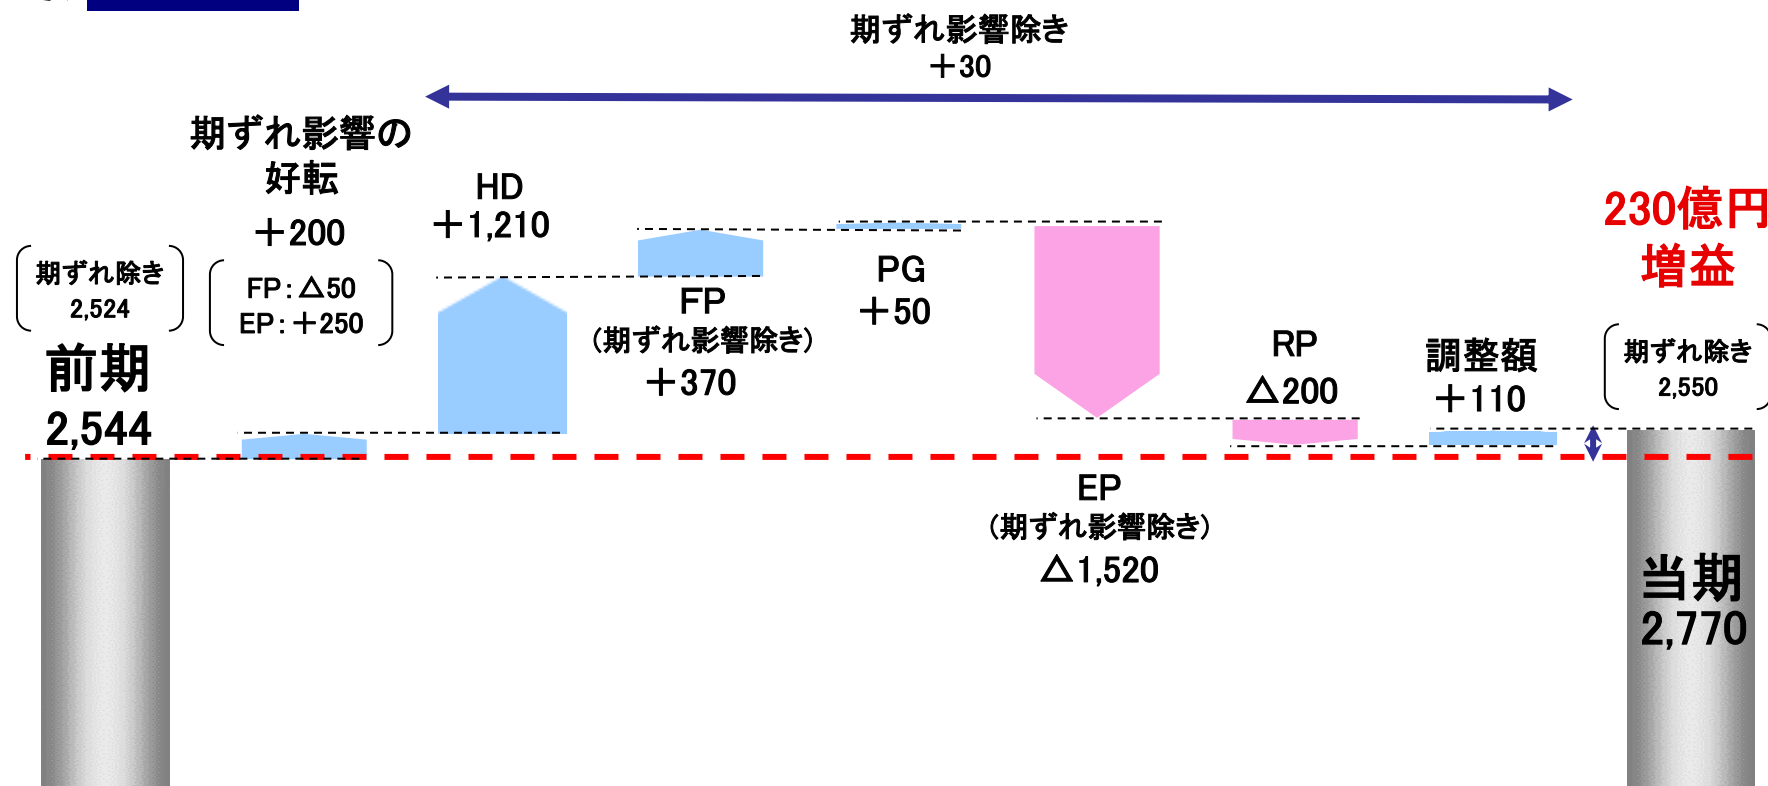 期ずれ影響除き
＋30
期ずれ影響の
好転
＋200
FP：△50
EP：＋250
期ずれ除き
2,524
前期
2,544
HD
＋1,210
FP
（期ずれ影響除き）
＋370
PG
＋50
EP
（期ずれ影響除き）
△1,520
RP
△200
調整額
＋110
230億円
増益
期ずれ除き
2,550
当期
2,770